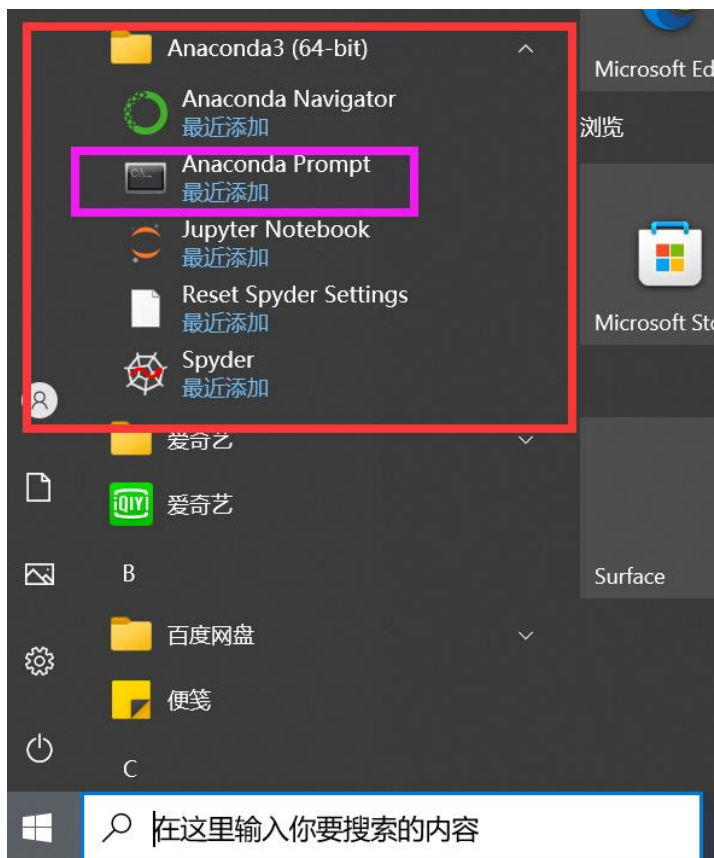 Anaconda3 (64-bit)
Anaconda Navigator
最近添加
Anaconda Prompt
最近添加
Jupyter Notebook
最近添加
Reset Spyder Settings
最近添加
Spyder
最近添加
爱奇艺
iQIYI
爱奇艺
B
百度网盘
便笺
C
在这里输入你要搜索的内容
Microsoft Ed
浏览
Microsoft Sto
Surface